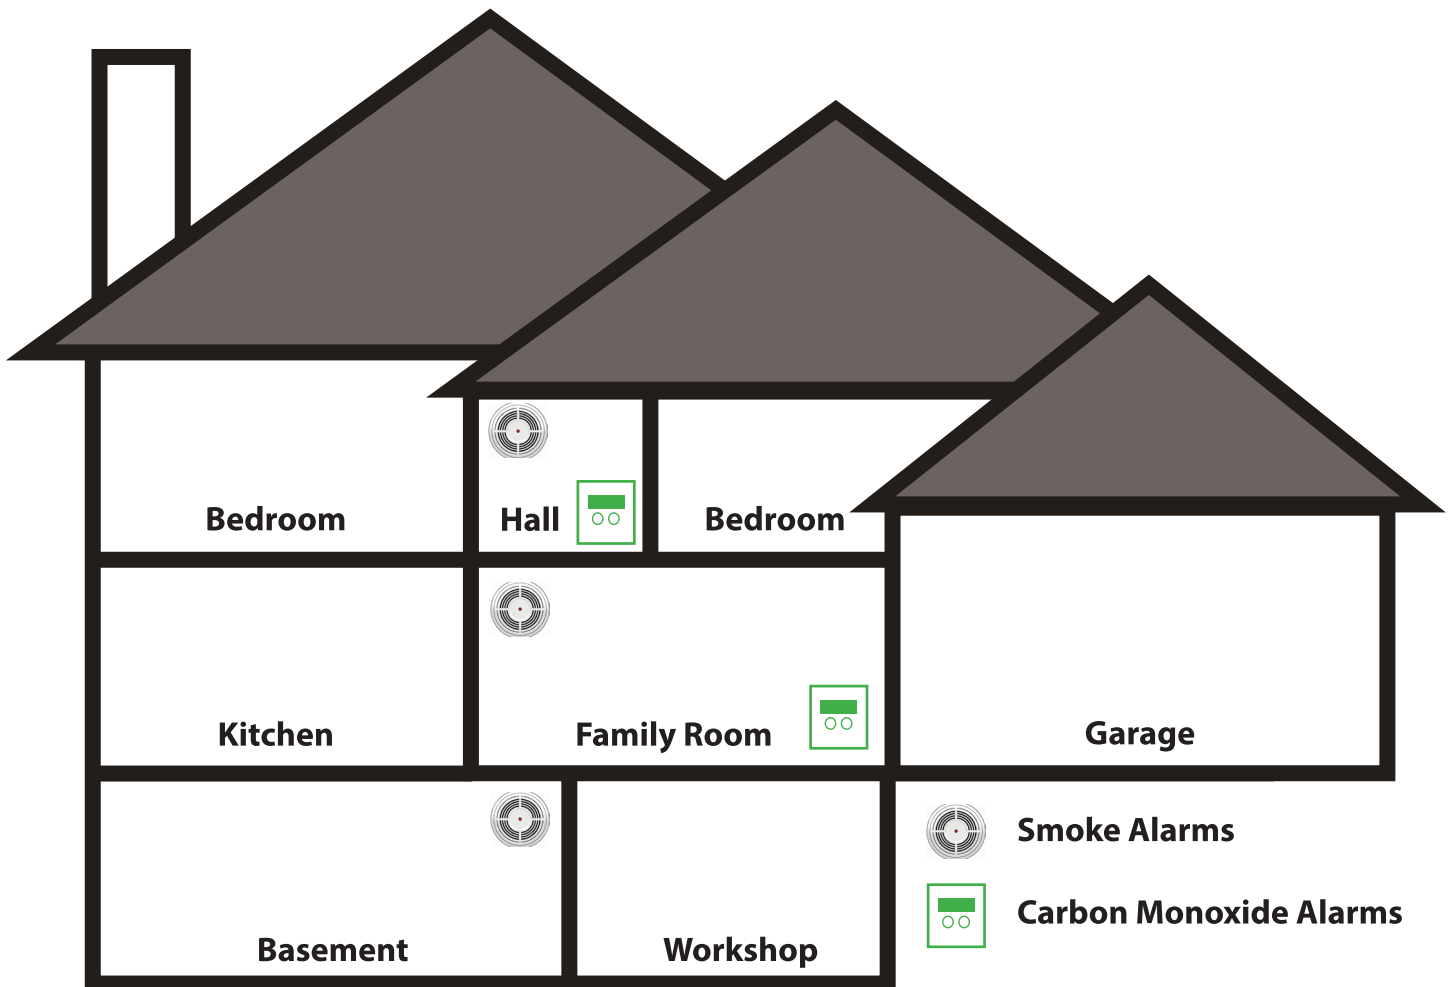 Bedroom
Hall
Bedroom
Kitchen
Family Room
Garage
Basement
Workshop
Smoke Alarms
Carbon Monoxide Alarms